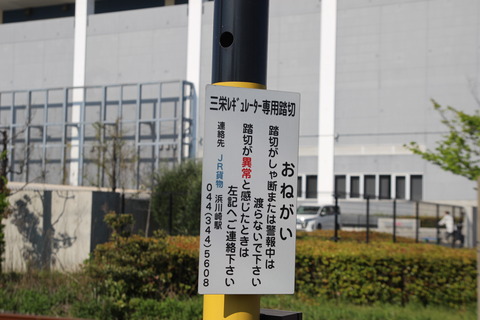 三栄ﾚｷﾞｭﾚｰﾀｰ専用踏切
おねがい
踏切がしゃ断または警報中は
渡らないで下さい
踏切が異常と感じたときは
左記へご連絡下さい
連絡先 JR貨物 浜川崎駅
044(344)5608